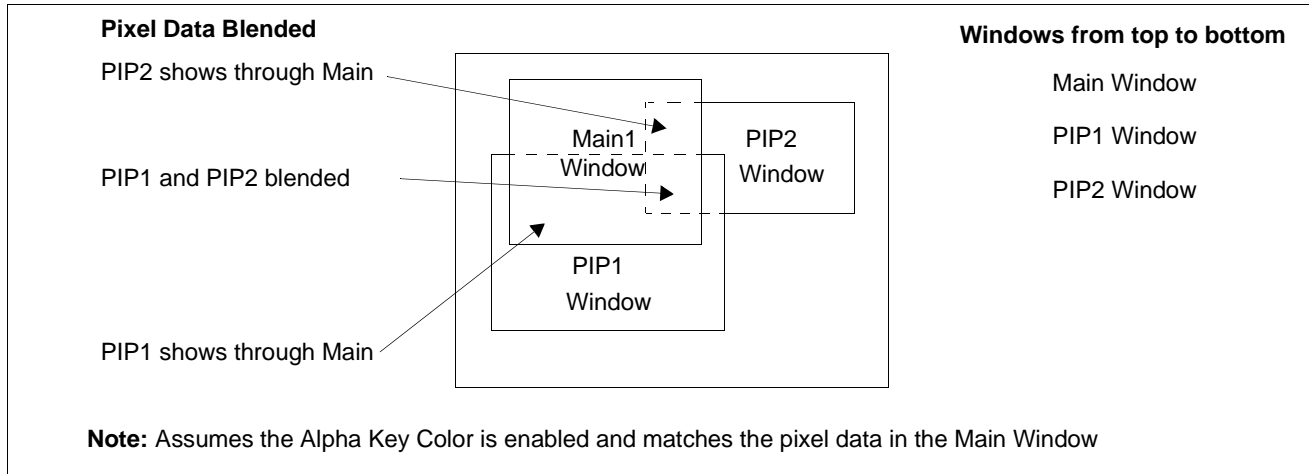 Pixel Data Blended
PIP2 shows through Main
PIP1 and PIP2 blended
PIP1 shows through Main
Main1
Window
PIP2
Window
PIP1
Window
Windows from top to bottom
Main Window
PIP1 Window
PIP2 Window
Note: Assumes the Alpha Key Color is enabled and matches the pixel data in the Main Window